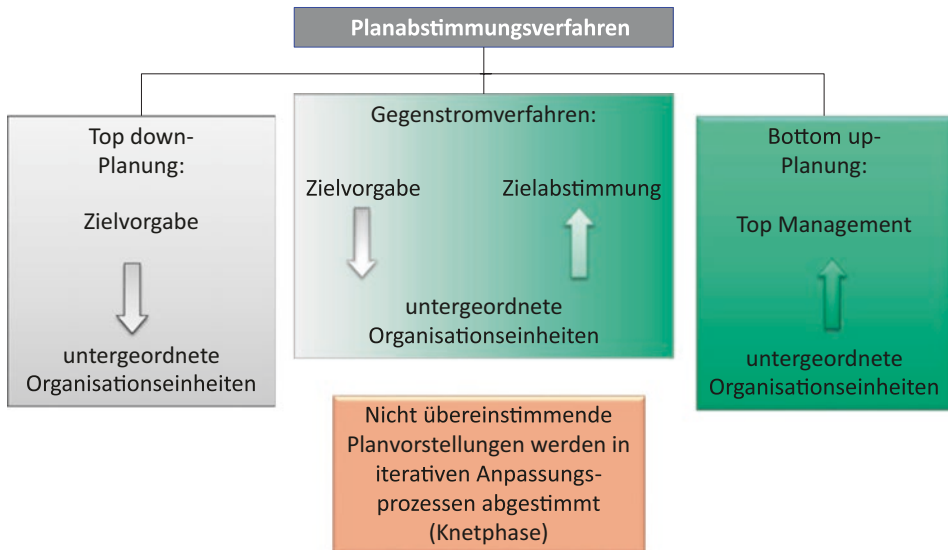 Planabstimmungsverfahren
Top down-
Planung:
Zielvorgabe
untergeordnete
Organisationseinheiten
Gegenstromverfahren:
Zielvorgabe
Zielabstimmung
untergeordnete
Organisationseinheiten
Bottom up-
Planung:
Top Management
untergeordnete
Organisationseinheiten
Nicht übereinstimmende
Planvorstellungen werden in
iterativen Anpassungs-
prozessen abgestimmt
(Knetphase)